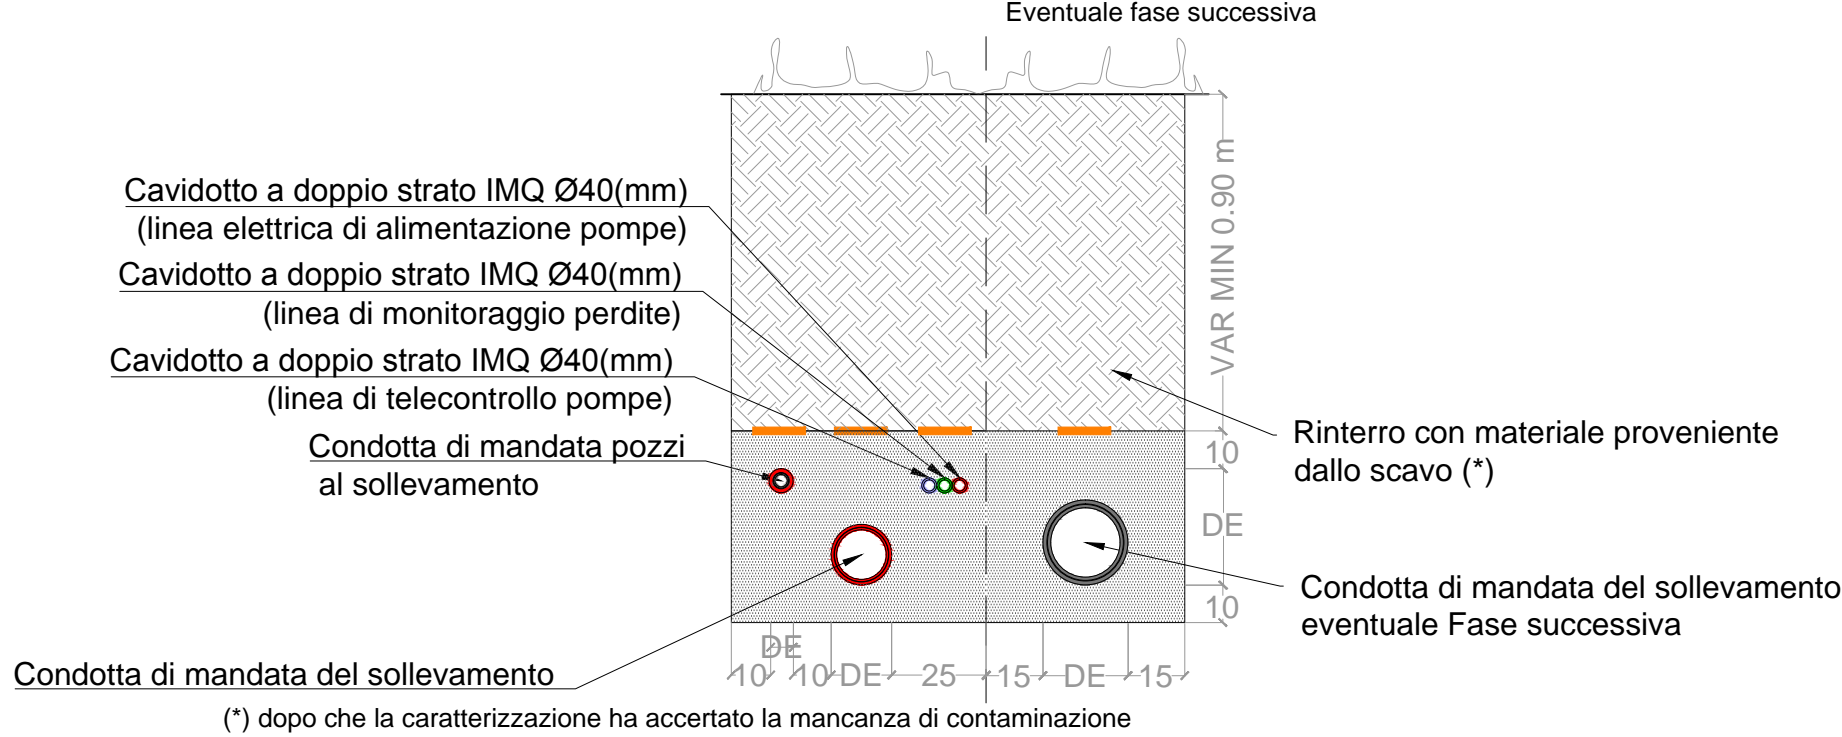 Eventuale fase successiva
Cavidotto a doppio strato IMQ Ø40(mm)
(linea elettrica di alimentazione pompe)
Cavidotto a doppio strato IMQ Ø40(mm)
(linea di monitoraggio perdite)
Cavidotto a doppio strato IMQ Ø40(mm)
(linea di telecontrollo pompe)
Condotta di mandata pozzi
al sollevamento
VAR MIN 0.90 m
10
DE
10
Rinterro con materiale proveniente
dallo scavo (*)
Condotta di mandata del sollevamento
eventuale Fase successiva
DE
10 10 DE 25 15 DE 15
Condotta di mandata del sollevamento
(*) dopo che la caratterizzazione ha accertato la mancanza di contaminazione